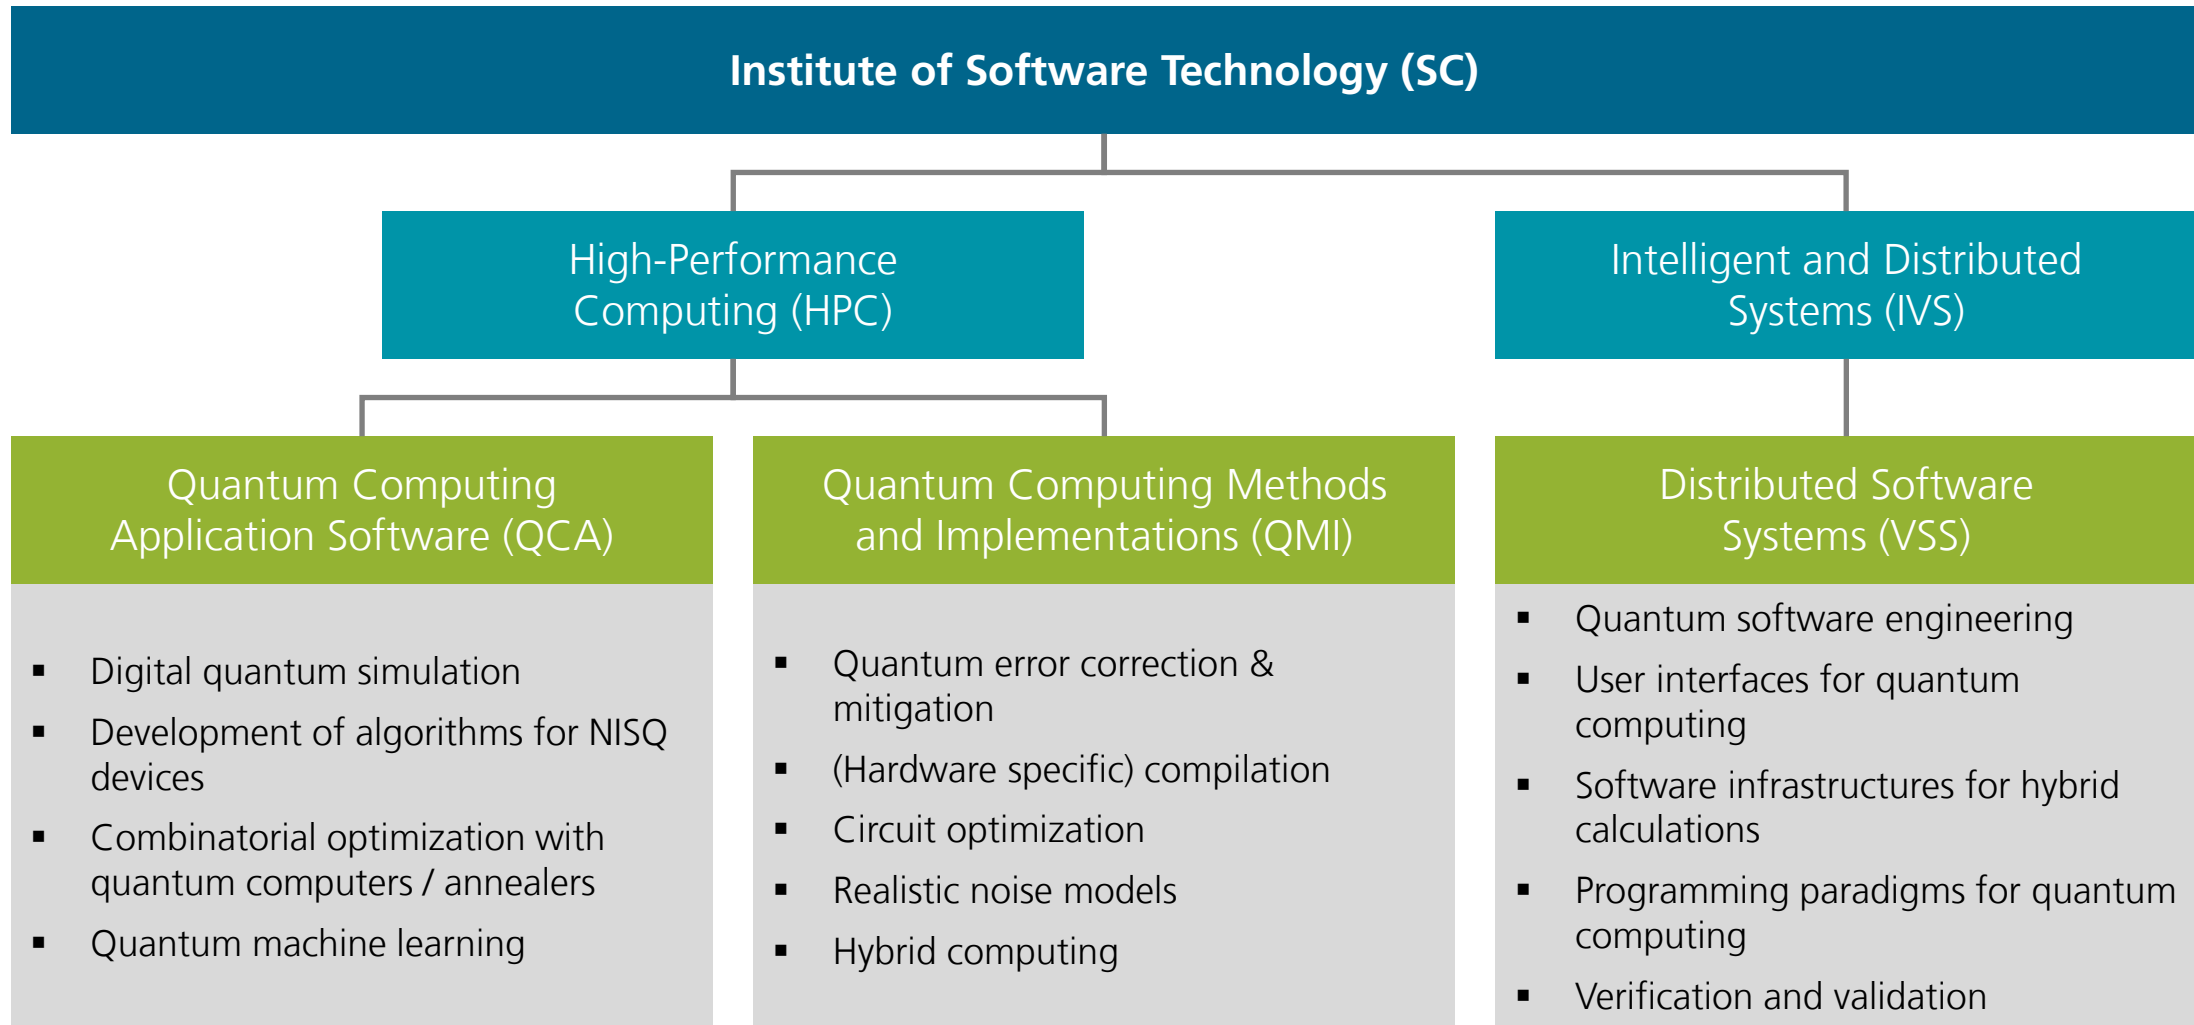 Institute of Software Technology (SC)
High-Performance
Computing (HPC)
Intelligent and Distributed
Systems (IVS)
Quantum Computing
Application Software (QCA)
▪ Digital quantum simulation
▪ Development of algorithms for NISQ
devices
▪ Combinatorial optimization with
quantum computers / annealers
▪ Quantum machine learning
Quantum Computing Methods
and Implementations (QMI)
▪ Quantum error correction &
mitigation
▪ (Hardware specific) compilation
▪ Circuit optimization
▪ Realistic noise models
▪ Hybrid computing
Distributed Software
Systems (VSS)
▪ Quantum software engineering
▪ User interfaces for quantum
computing
▪ Software infrastructures for hybrid
calculations
▪ Programming paradigms for quantum
computing
▪ Verification and validation